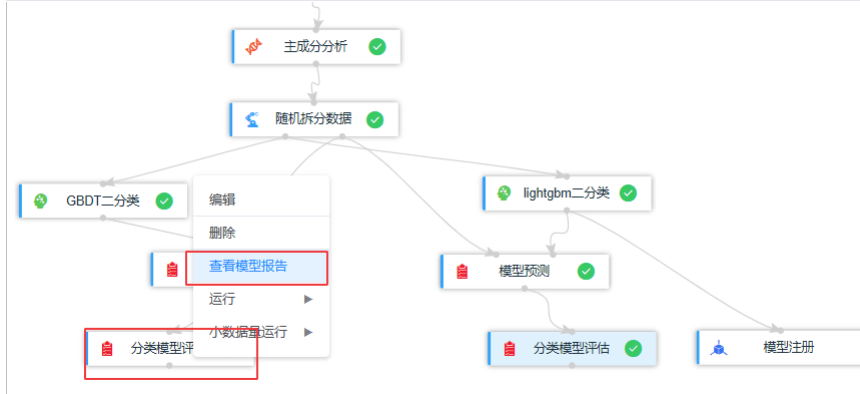 主成分分析
随机拆分数据
GBDT二分类
lightgbm二分类
编辑
删除
查看模型报告
运行
小数据量运行
模型预测
分类模型评
分类模型评估
模型注册